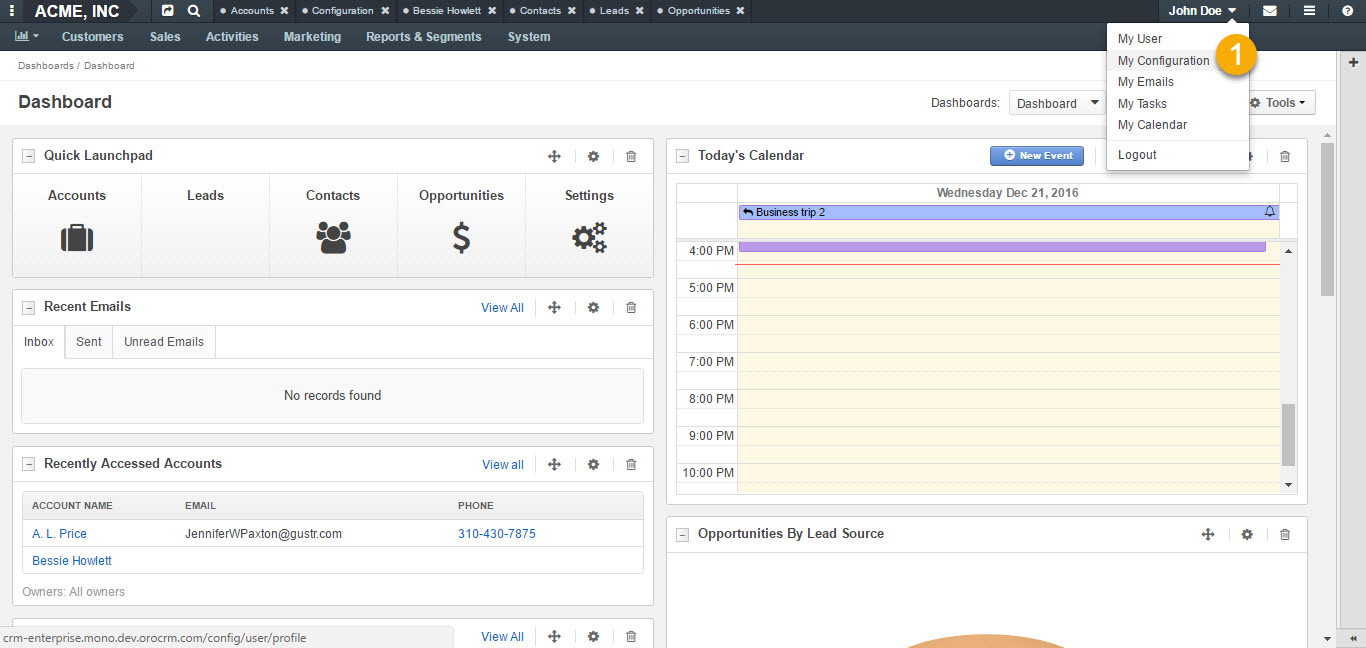 ACME, INC
Accounts ✖ Configuration ✖ Bessie Howlett ✖ Contacts ✖ Leads ✖ Opportunities ✖
John Doe
Customers Sales Activities Marketing Reports & Segments System
My User
My Configuration
1
My Emails
My Tasks
My Calendar
Logout
Dashboards / Dashboard
Dashboard
Dashboards: Dashboard Tools
Quick Launchpad
Accounts Leads Contacts Opportunities Settings
Recent Emails View All
Inbox Sent Unread Emails
No records found
Recently Accessed Accounts View all
ACCOUNT NAME EMAIL PHONE
A. L. Price JenniferWPaxton@gustr.com 310-430-7875
Bessie Howlett
Owners: All owners
View All
crm-enterprise.mono.dev.orocrm.com/config/user/profile
Today's Calendar New Event
Wednesday Dec 21, 2016
Business trip 2
4:00 PM
5:00 PM
6:00 PM
7:00 PM
8:00 PM
9:00 PM
10:00 PM
Opportunities By Lead Source